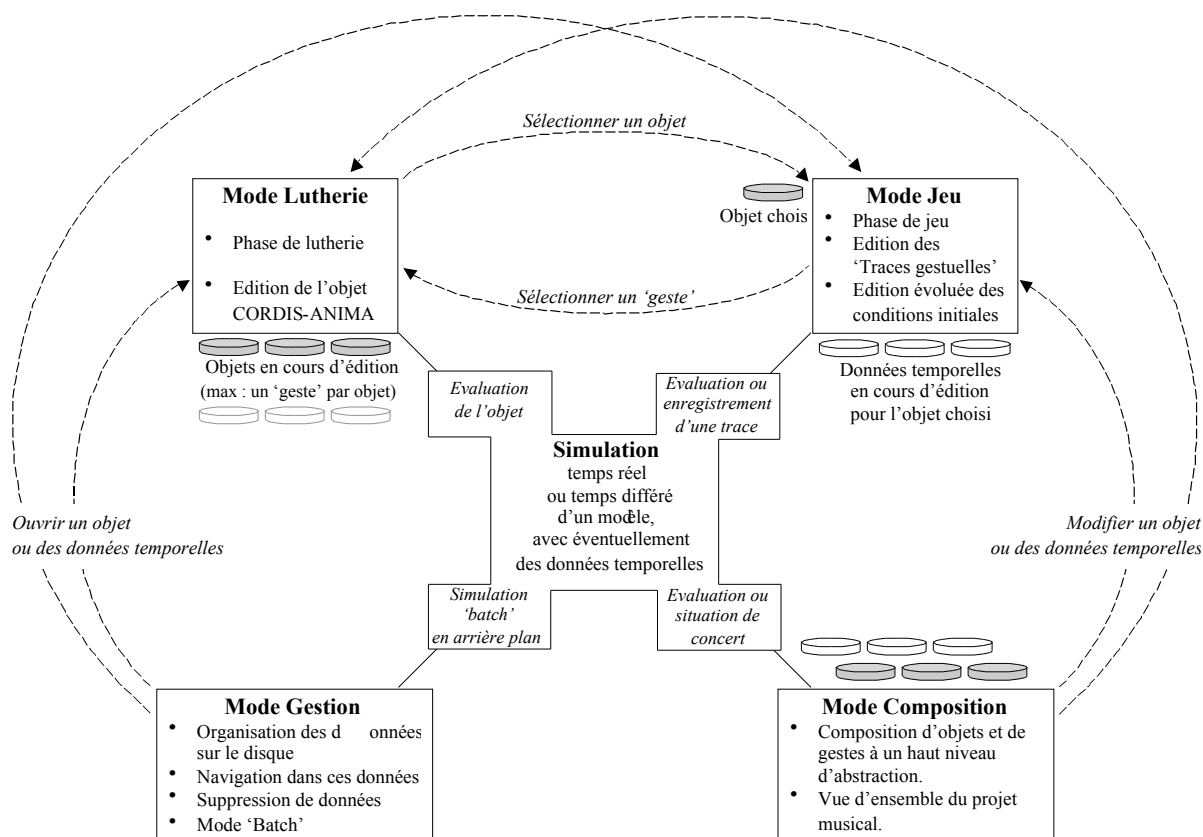 Sélectionner un objet
Mode Lutherie
• Phase de lutherie
• Edition de l’objet
CORDIS-ANIMA
Objet chois
Mode Jeu
• Phase de jeu
• Edition des
‘Traces gestuelles’
• Edition évoluée des
conditions initiales
Sélectionner un ‘geste’
Objets en cours d’édition
(max : un ‘geste’ par objet)
Données temporelles
en cours d’édition
pour l’objet choisi
Evaluation
de l’objet
Evaluation ou
enregistrement
d’une trace
Simulation
temps réel
ou temps différé
d’un modèle,
avec éventuellement
des données temporelles
Ouvrir un objet
ou des données temporelles
Modifier un objet
ou des données temporelles
Simulation
‘batch’
en arrière plan
Evaluation ou
situation de
concert
Mode Gestion
• Organisation des d onnées
sur le disque
• Navigation dans ces données
• Suppression de données
• Mode ‘Batch’
Mode Composition
• Composition d’objets et de
gestes à un haut niveau
d’abstraction.
• Vue d’ensemble du projet
musical.